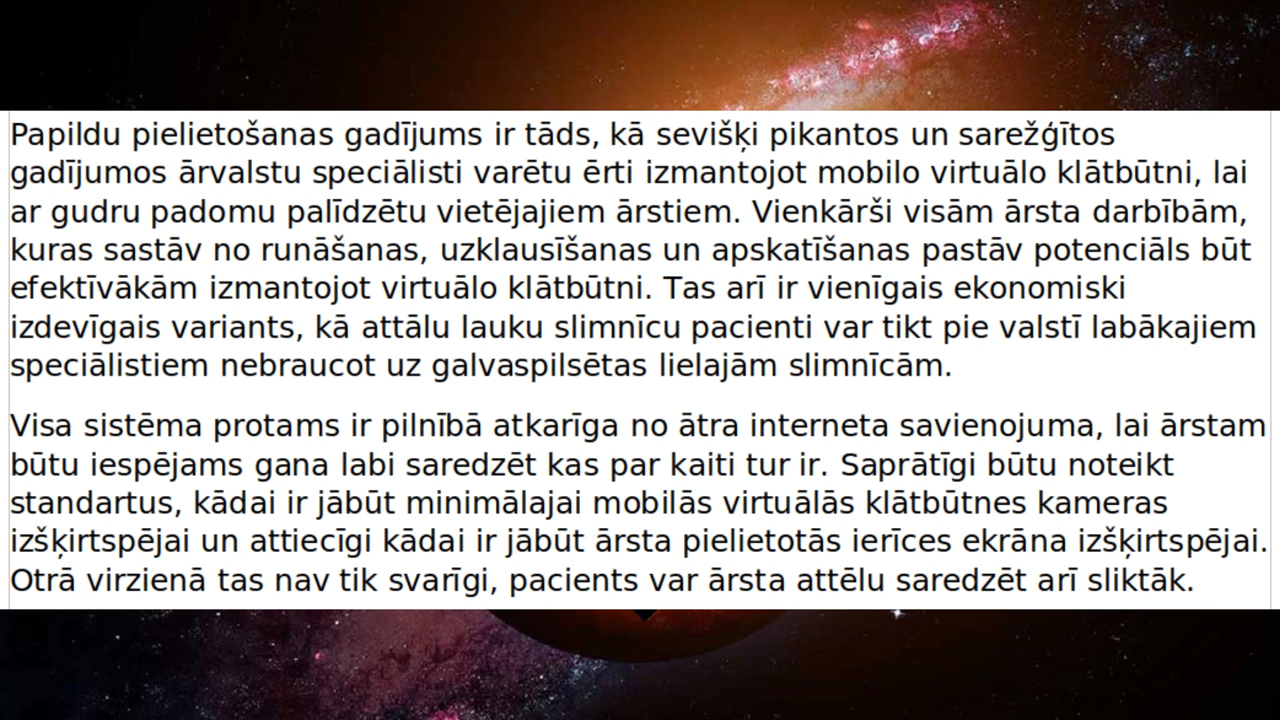 Papildu pielietošanas gadījums ir tāds, kā sevišķi pikantos un sarežģītos
gadījumos ārvalstu speciālisti varētu ērti izmantojot mobilo virtuālo klātbūtni, lai
ar gudru padomu palīdzētu vietējajiem ārstiem. Vienkārši visām ārsta darbībām,
kuras sastāv no runāšanas, uzklausīšanas un apskatīšanas pastāv potenciāls būt
efektīvākām izmantojot virtuālo klātbūtni. Tas arī ir vienīgais ekonomiski
izdevīgais variants, kā attālu lauku slimnīcu pacienti var tikt pie valstī labākajiem
speciālistiem nebraucot uz galvaspilsētas lielajām slimnīcām.
Visa sistēma protams ir pilnībā atkarīga no ātra interneta savienojuma, lai ārstam
būtu iespējams gana labi saredzēt kas par kaiti tur ir. Saprātīgi būtu noteikt
standartus, kādai ir jābūt minimālajai mobilās virtuālās klātbūtnes kameras
izšķirtspējai un attiecīgi kādai ir jābūt ārsta pielietotās ierīces ekrāna izšķirtspējai.
Otrā virzienā tas nav tik svarīgi, pacients var ārsta attēlu saredzēt arī sliktāk.